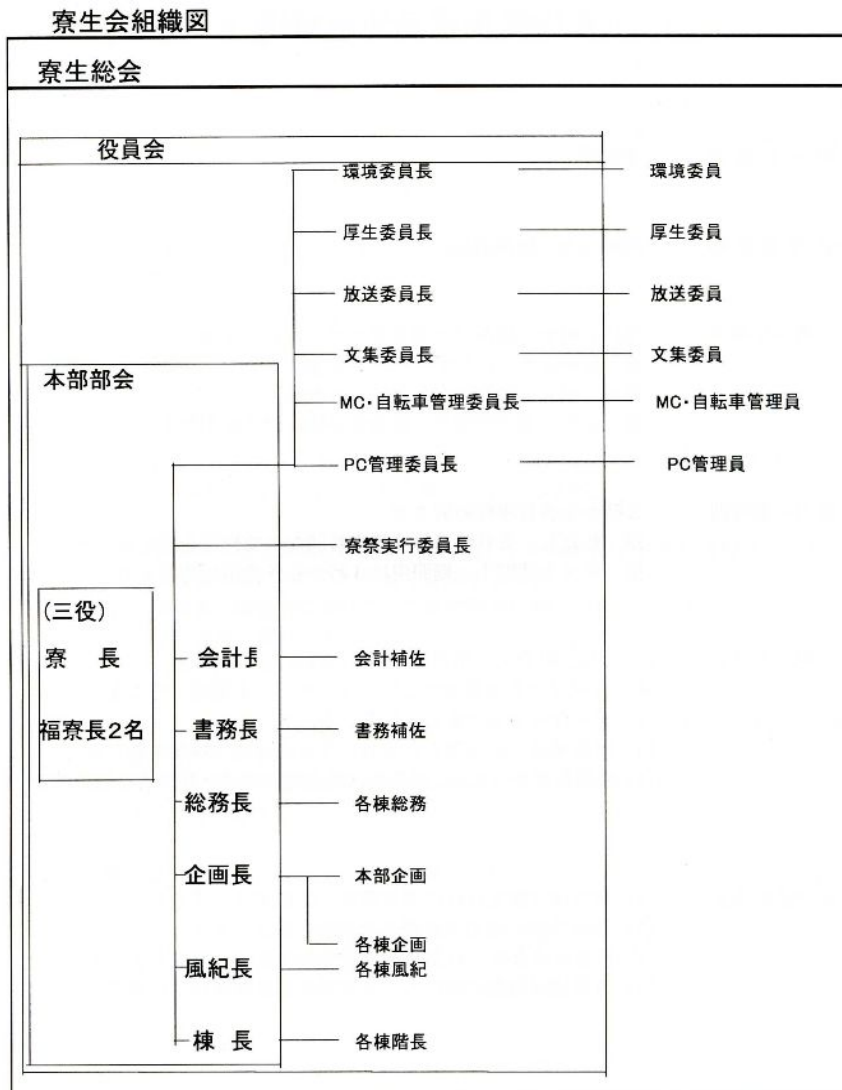 寮生会組織図
寮生総会
役員会
環境委員長 環境委員
厚生委員長 厚生委員
放送委員長 放送委員
文集委員長 文集委員
本部部会
MC・自転車管理委員長 MC・自転車管理員
PC管理委員長 PC管理員
寮祭実行委員長
(三役)
寮 長 会計長 会計補佐
福寮長2名 書務長 書務補佐
総務長 各棟総務
企画長 本部企画
各棟企画
風紀長 各棟風紀
棟 長 各棟階長